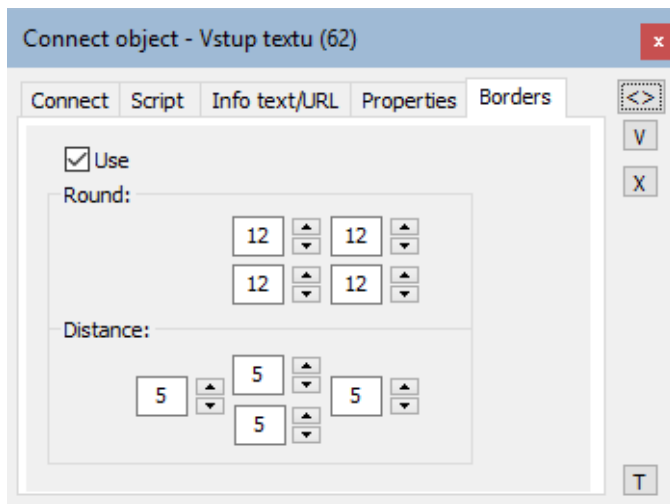 Connect object - Vstup textu (62)
x
Connect Script Info text/URL Properties Borders
<>
V
X
Use
Round:
12 12
12 12
Distance:
5
5 5
5
T